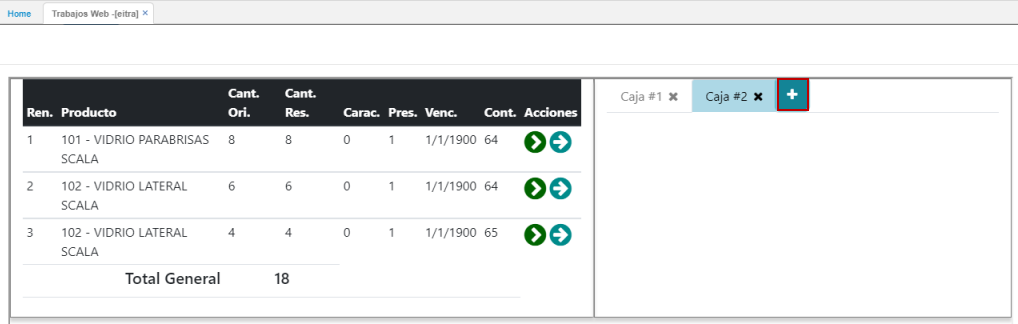 Home Trabajos Web -[eitra] ×
Cant. Cant.
Ren. Producto Ori. Res. Carac. Pres. Venc. Cont. Acciones
1 101 - VIDRIO PARABRISAS 8 8 0 1 1/1/1900 64
SCALA
2 102 - VIDRIO LATERAL 6 6 0 1 1/1/1900 64
SCALA
3 102 - VIDRIO LATERAL 4 4 0 1 1/1/1900 65
SCALA
Total General 18
Caja #1 ✖ Caja #2 ✖ +